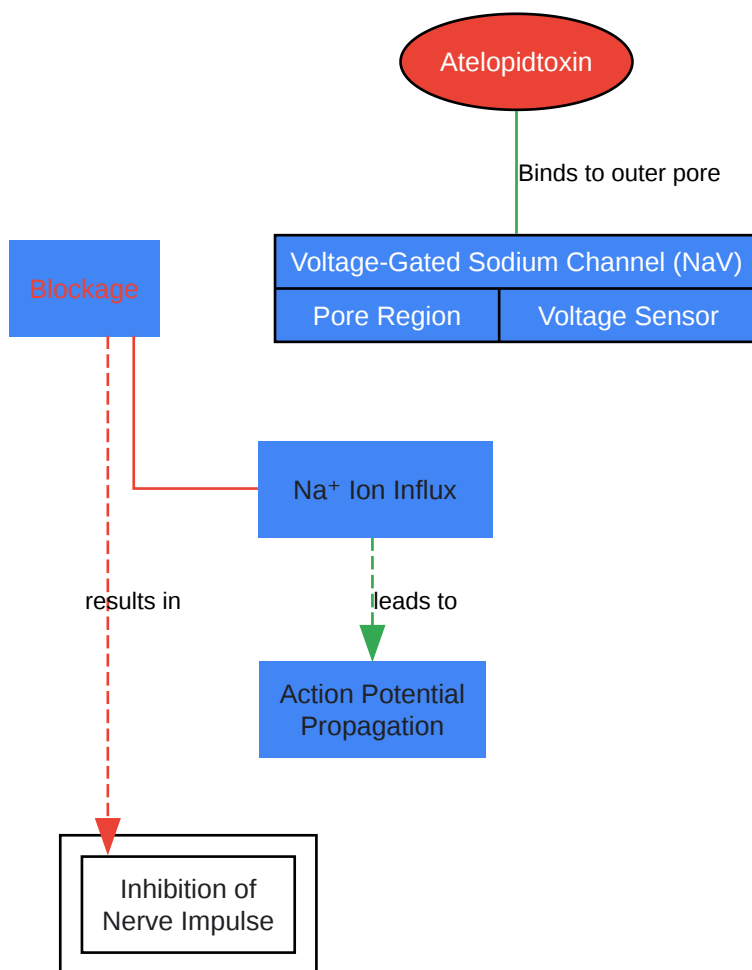 Atelopidtoxin
Binds to outer pore
Voltage-Gated Sodium Channel (NaV)
Pore Region
Voltage Sensor
Blockage
Na⁺ Ion Influx
results in
leads to
Action Potential
Propagation
Inhibition of
Nerve Impulse